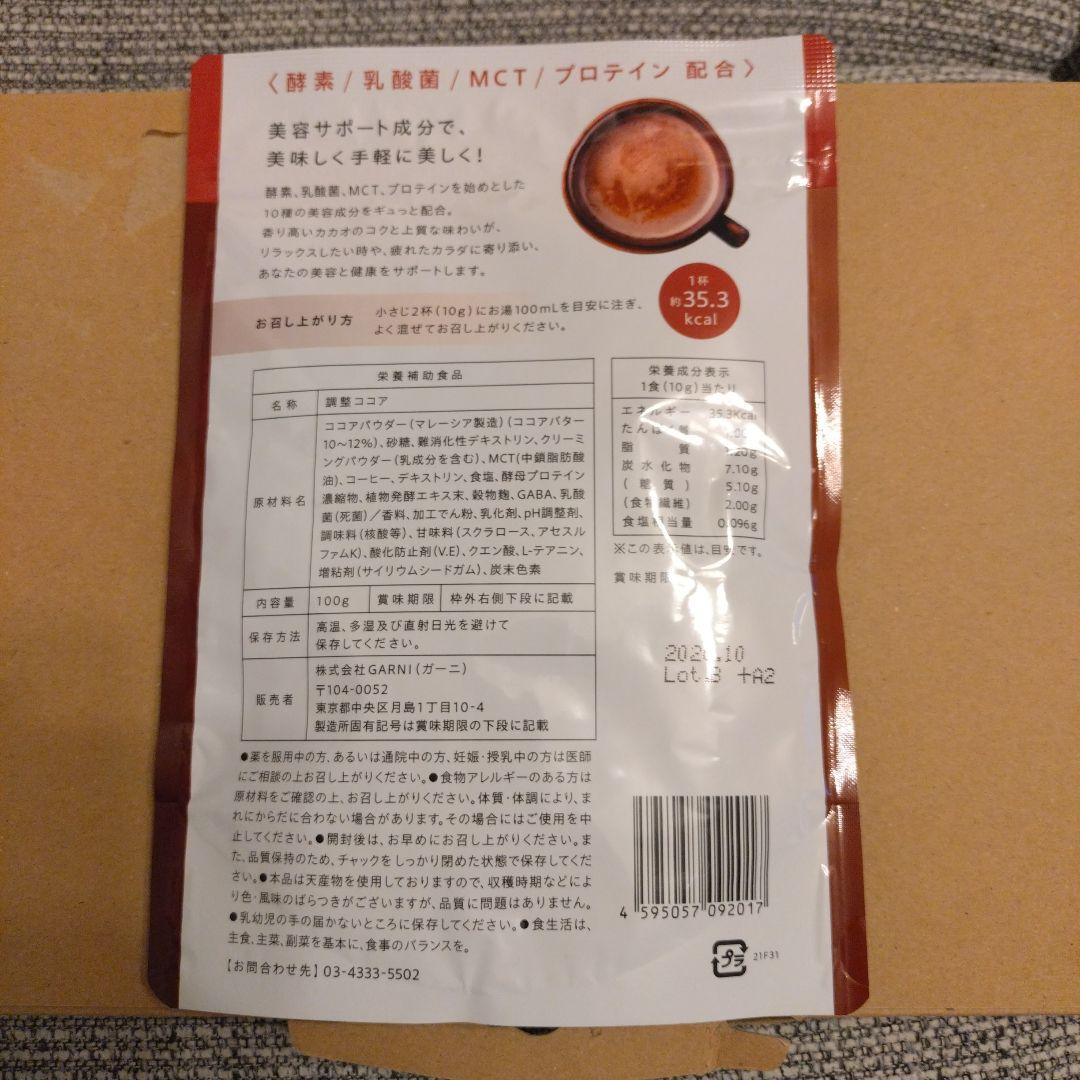 〈酵素/乳酸菌/MCT/プロテイン 配合〉
美容サポート成分で、
美味しく手軽に美しく！
酵素、乳酸菌、MCT、プロテインを始めとした
10種の美容成分をギュっと配合。
香り高いカカオのコクと上質な味わいが、
リラックスしたい時や、疲れたカラダに寄り添い、
あなたの美容と健康をサポートします。
1杯
約35.3
kcal
お召し上がり方
小さじ2杯(10g)にお湯100mLを目安に注ぎ、
よく混ぜてお召し上がりください。
栄養補助食品
名称 調整ココア
原材料名
ココアパウダー(マレーシア製造)(ココアバター
10～12%)、砂糖、難消化性デキストリン、クリーミ
ングパウダー(乳成分を含む)、MCT(中鎖脂肪酸
油)、コーヒー、デキストリン、食塩、酵母プロテイン
濃縮物、植物発酵エキス末、穀物麹、GABA、乳酸
菌(死菌)／香料、加工でん粉、乳化剤、pH調整剤、
調味料(核酸等)、甘味料(スクラロース、アセスル
ファムK)、酸化防止剤(V.E)、クエン酸、L-テアニン、
増粘剤(サイリウムシードガム)、炭末色素
内容量 100g 賞味期限 枠外右側下段に記載
保存方法
高温、多湿及び直射日光を避けて
保存してください。
販売者
株式会社GARNI(ガーニ)
〒104-0052
東京都中央区月島1丁目10-4
製造所固有記号は賞味期限の下段に記載
栄養成分表示
1食(10g)当たり
エネルギー 35.3Kcal
たんぱく質
脂質 .20g
炭水化物 7.10g
(糖質) 5.10g
(食物繊維) 2.00g
食塩相当量 0.096g
※この表示値は、目安です。
賞味期限
.10
Lot.3 +A2
●薬を服用中の方、あるいは通院中の方、妊娠・授乳中の方は医師
にご相談の上お召し上がりください。●食物アレルギーのある方は
原材料をご確認の上、お召し上がりください。体質・体調により、ま
れにからだに合わない場合があります。その場合にはご使用を中
止してください。●開封後は、お早めにお召し上がりください。ま
た、品質保持のため、チャックをしっかり閉めた状態で保存してくだ
さい。●本品は天産物を使用しておりますので、収穫時期などによ
り色・風味のばらつきがございますが、品質に問題はありません。
●乳幼児の手の届かないところに保存してください。●食生活は、
主食、主菜、副菜を基本に、食事のバランスを。
【お問合わせ先】03-4333-5502
4 595057 092017
プラ
21F31